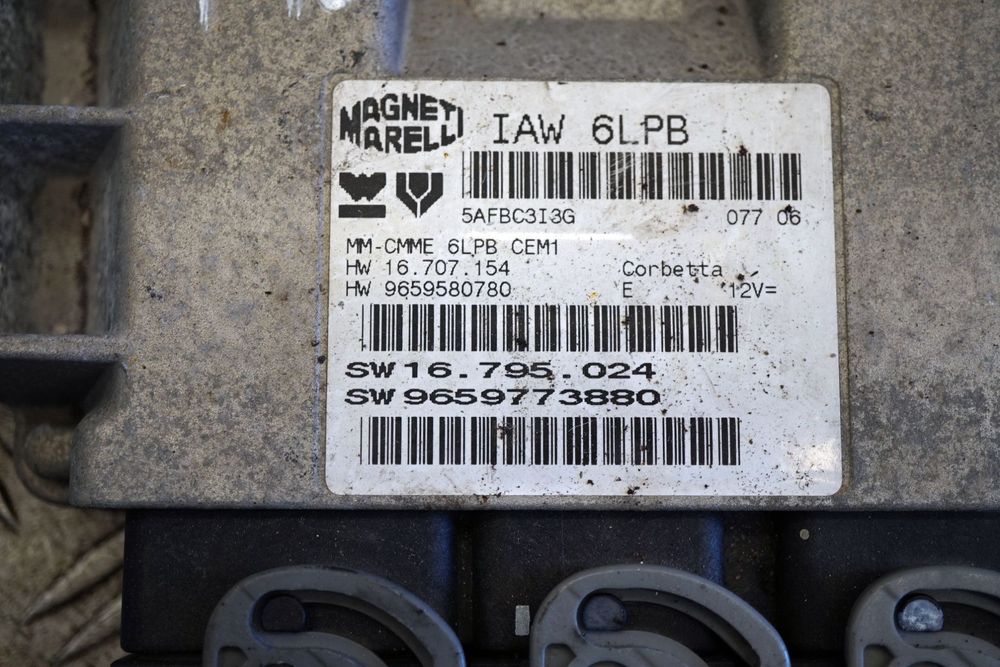 MAGNETI
MARELLI
IAW 6LPB
5AFBC3I3G 077 06
MM-CMME 6LPB CEM1
HW 16.707.154 Corbetta
HW 9659580780 E 12V=
SW 16.795.024
SW 9659773880